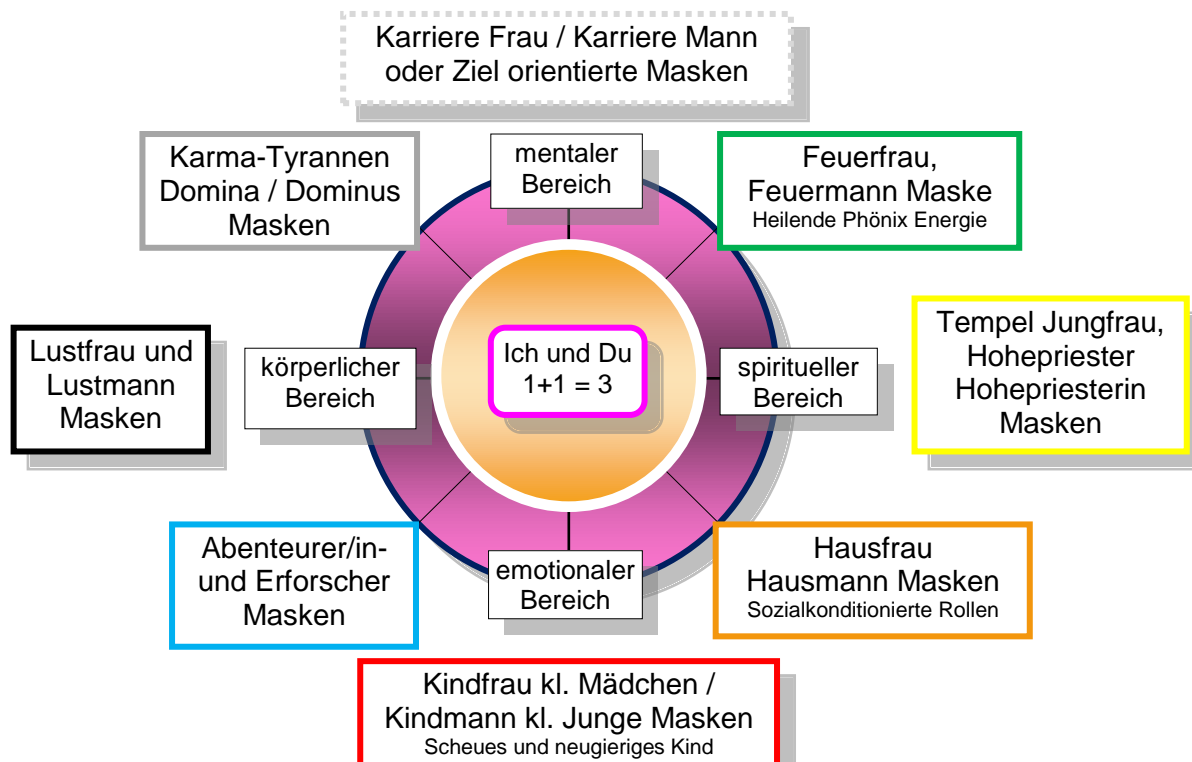 Karriere Frau / Karriere Mann
oder Ziel orientierte Masken
Karma-Tyrannen
Domina / Dominus
Masken
mentaler
Bereich
Feuerfrau,
Feuermann Maske
Heilende Phönix Energie
Lustfrau und
Lustmann
Masken
körperlicher
Bereich
Ich und Du
1+1 = 3
spiritueller
Bereich
Tempel Jungfrau,
Hohepriester
Hohepriesterin
Masken
Abenteurer/in-
und Erforscher
Masken
emotionaler
Bereich
Hausfrau
Hausmann Masken
Sozialkonditionierte Rollen
Kindfrau kl. Mädchen /
Kindmann kl. Junge Masken
Scheues und neugieriges Kind